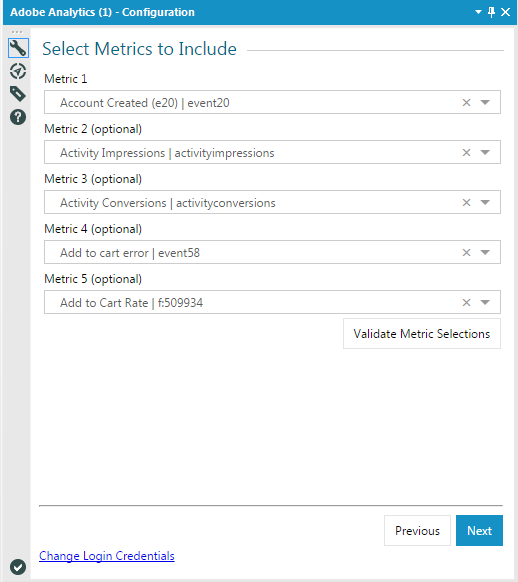 Adobe Analytics (1) - Configuration
Select Metrics to Include
Metric 1
Account Created (e20) | event20
Metric 2 (optional)
Activity Impressions | activityimpressions
Metric 3 (optional)
Activity Conversions | activityconversions
Metric 4 (optional)
Add to cart error | event58
Metric 5 (optional)
Add to Cart Rate | f:509934
Validate Metric Selections
Previous
Next
Change Login Credentials